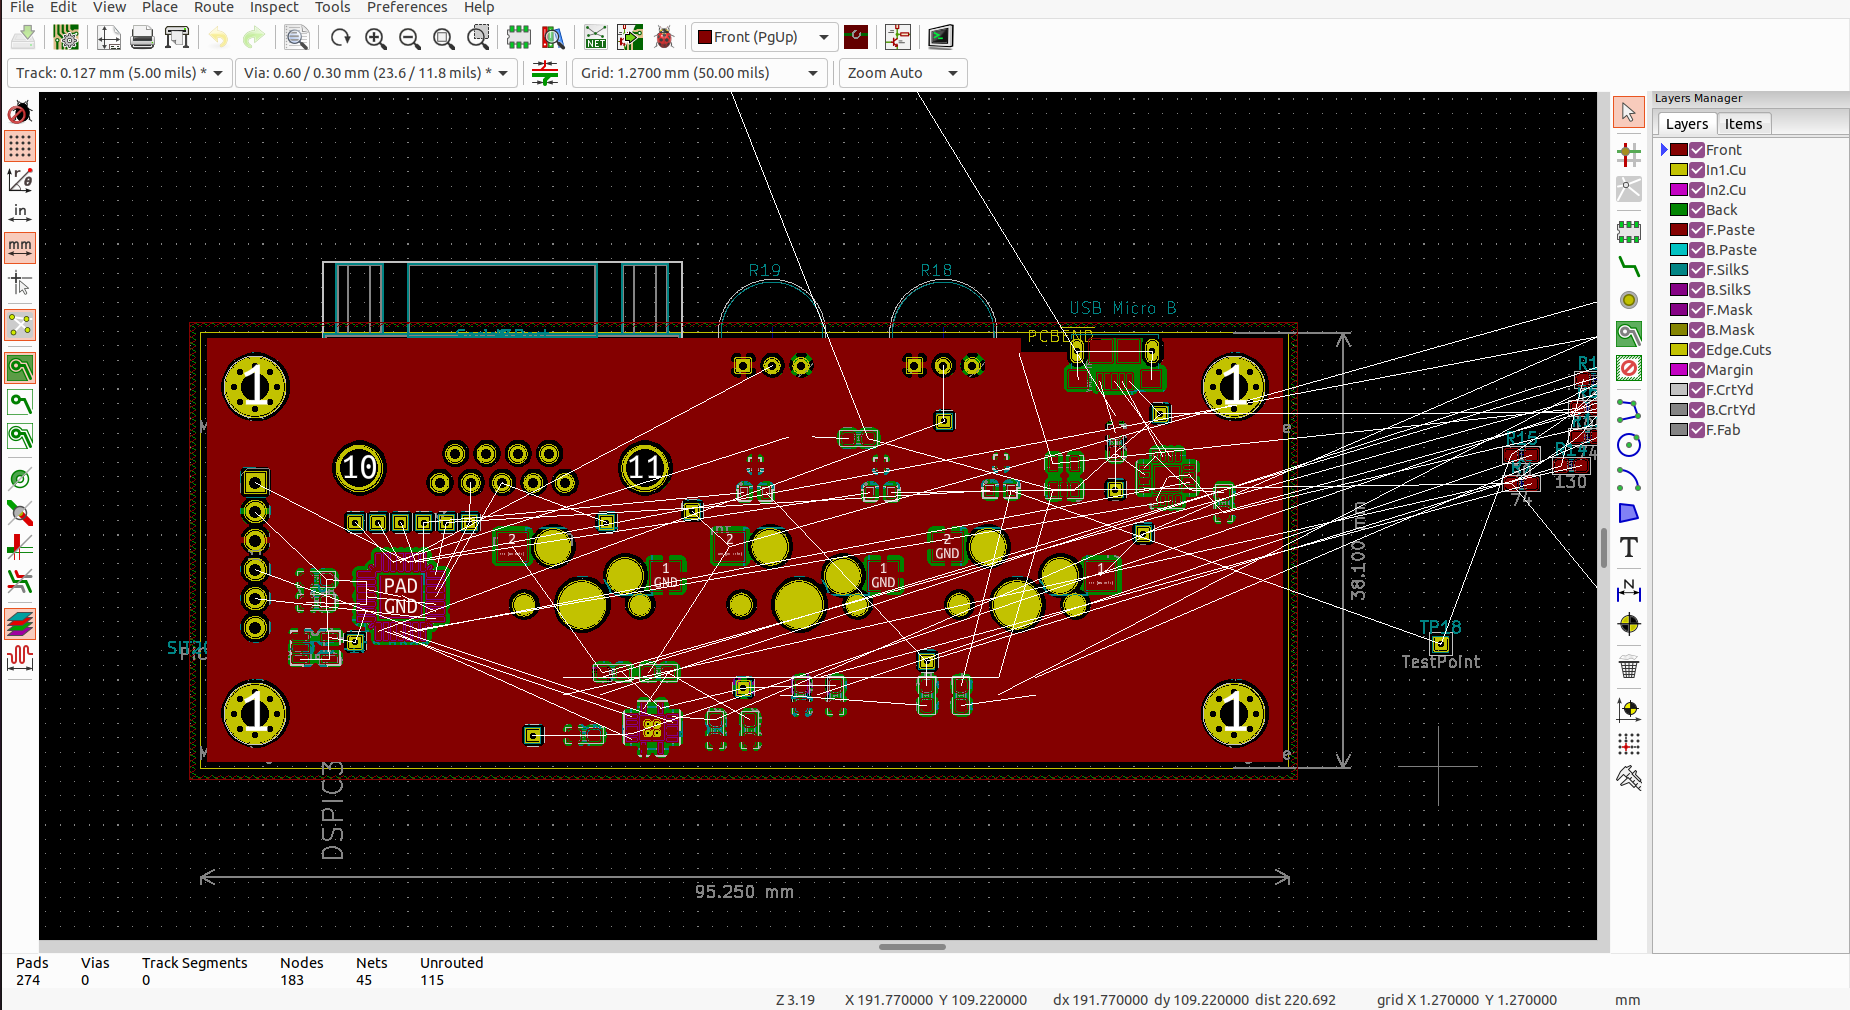 File Edit View Place Route Inspect Tools Preferences Help
Front (PgUp)
Track: 0.127 mm (5.00 mils) * Via: 0.60 / 0.30 mm (23.6 / 11.8 mils) * Grid: 1.2700 mm (50.00 mils) Zoom Auto
in
mm
NET
Layers Manager
Layers Items
Front
In1.Cu
In2.Cu
Back
F.Paste
B.Paste
F.SilkS
B.SilkS
F.Mask
B.Mask
Edge.Cuts
Margin
F.CrtYd
B.CrtYd
F.Fab
R19 R18
USB Micro B
PCBEND
1 1
10 11
2 2 2
GND
1
GND
1
GND
1
PAD
GND
1 1
R15
130
74
38.100 mm
TP18
TestPoint
DSPIC3
95.250 mm
T
N
Pads Vias Track Segments Nodes Nets Unrouted
274 0 0 183 45 115
Z 3.19 X 191.770000 Y 109.220000 dx 191.770000 dy 109.220000 dist 220.692 grid X 1.270000 Y 1.270000 mm